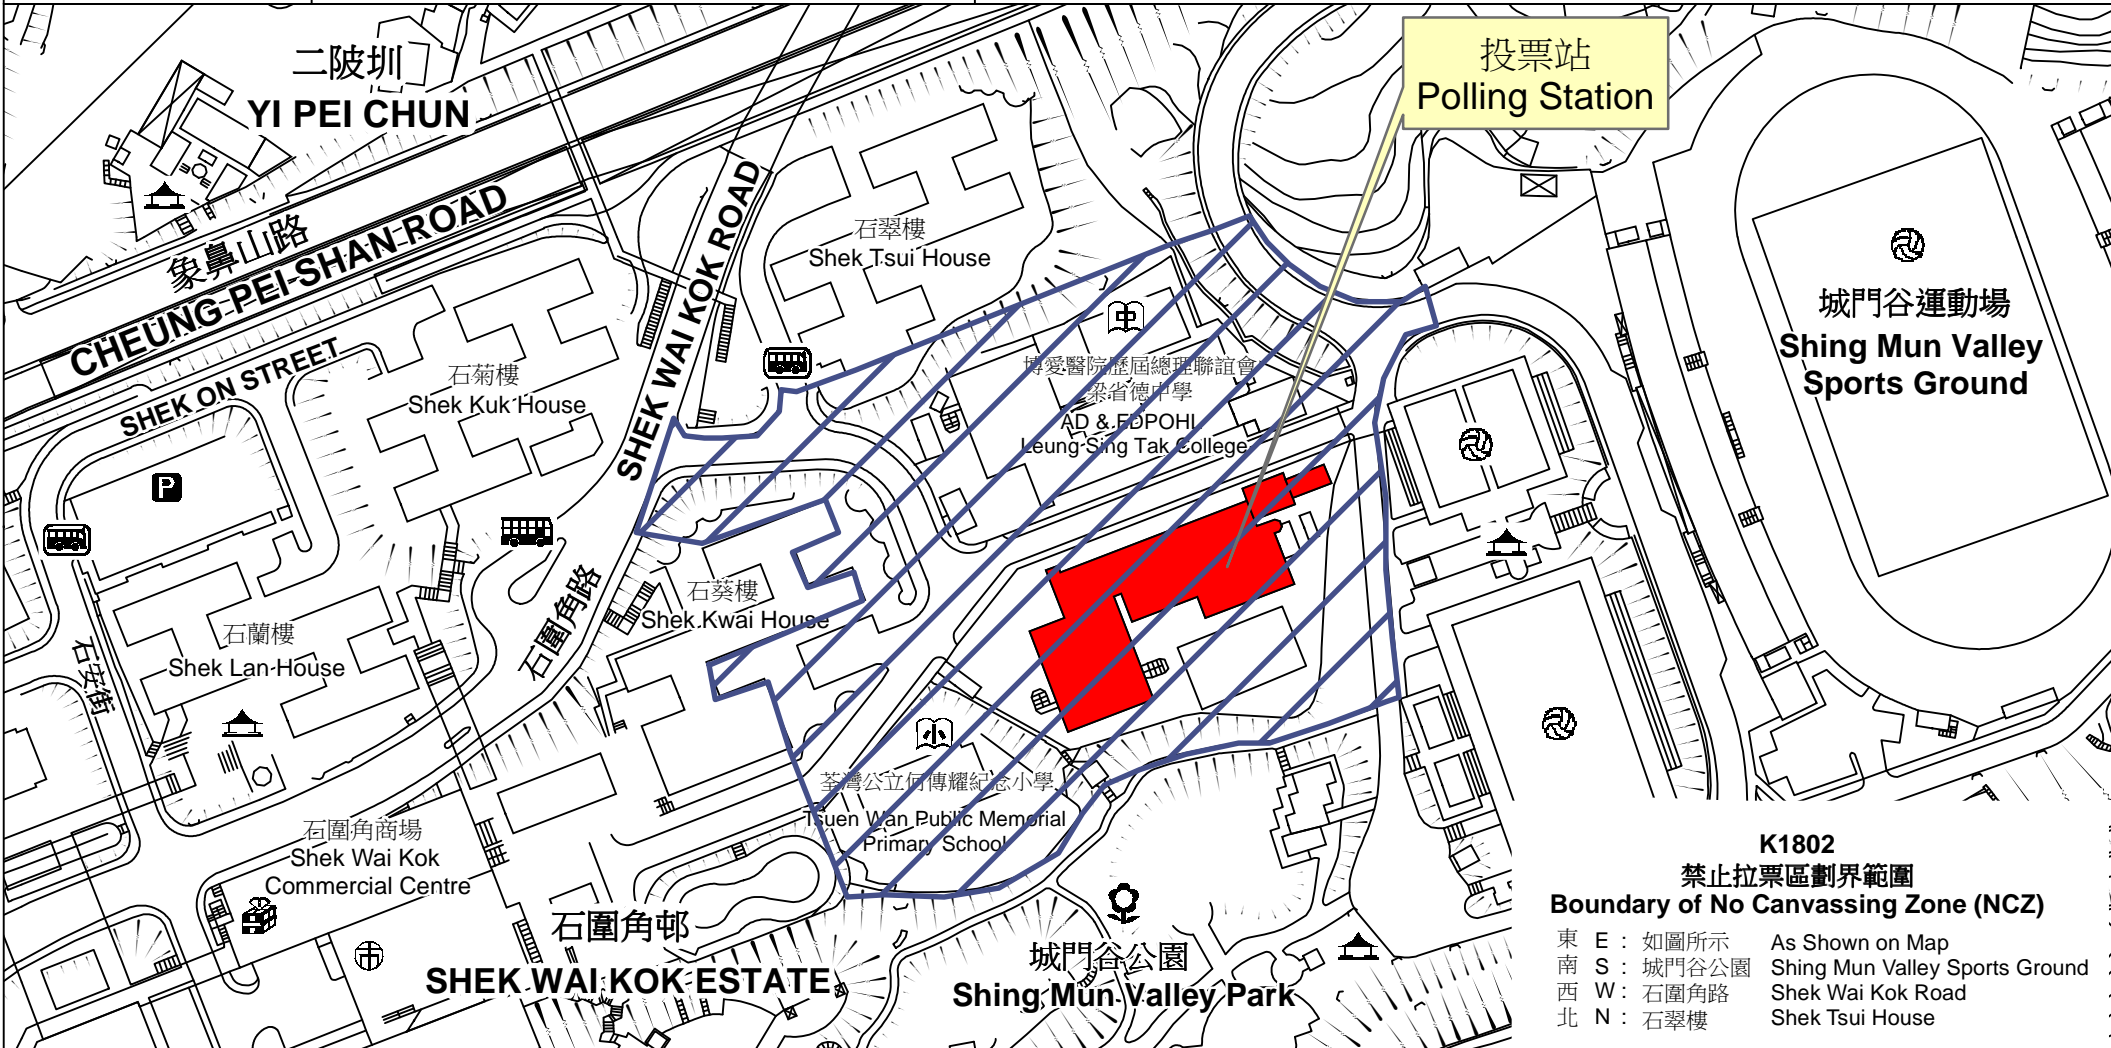 二陂圳
YI PEI CHUN
投票站
Polling Station
象鼻山路
CHEUNG PEI SHAN ROAD
SHEK ON STREET
SHEK WAI KOK ROAD
石翠樓
Shek Tsui House
中
城門谷運動場
Shing Mun Valley
Sports Ground
石菊樓
Shek Kuk House
博愛醫院歷屆總理聯誼會
梁省德中學
AD & FDPOHL
Leung Sing Tak College
P
石葵樓
Shek Kwai House
石圍角路
石蘭樓
Shek Lan House
石安街
小
荃灣公立何傳耀紀念小學
Tsuen Wan Public Memorial
Primary School
石圍角商場
Shek Wai Kok
Commercial Centre
市
石圍角邨
SHEK WAI KOK ESTATE
城門谷公園
Shing Mun Valley Park
K1802
禁止拉票區劃界範圍
Boundary of No Canvassing Zone (NCZ)
東 E : 如圖所示 As Shown on Map
南 S : 城門谷公園 Shing Mun Valley Sports Ground
西 W : 石圍角路 Shek Wai Kok Road
北 N : 石翠樓 Shek Tsui House